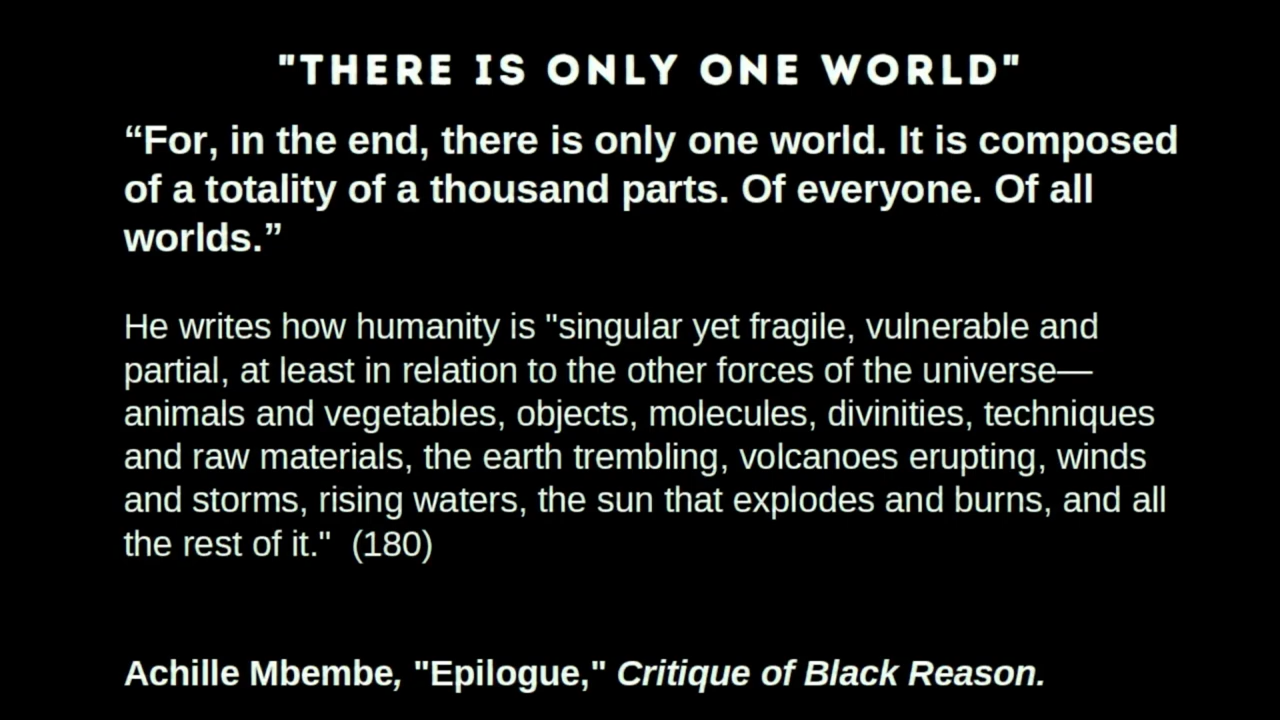 "THERE IS ONLY ONE WORLD"
“For, in the end, there is only one world. It is composed
of a totality of a thousand parts. Of everyone. Of all
worlds.”
He writes how humanity is "singular yet fragile, vulnerable and
partial, at least in relation to the other forces of the universe—
animals and vegetables, objects, molecules, divinities, techniques
and raw materials, the earth trembling, volcanoes erupting, winds
and storms, rising waters, the sun that explodes and burns, and all
the rest of it." (180)
Achille Mbembe, "Epilogue," Critique of Black Reason.